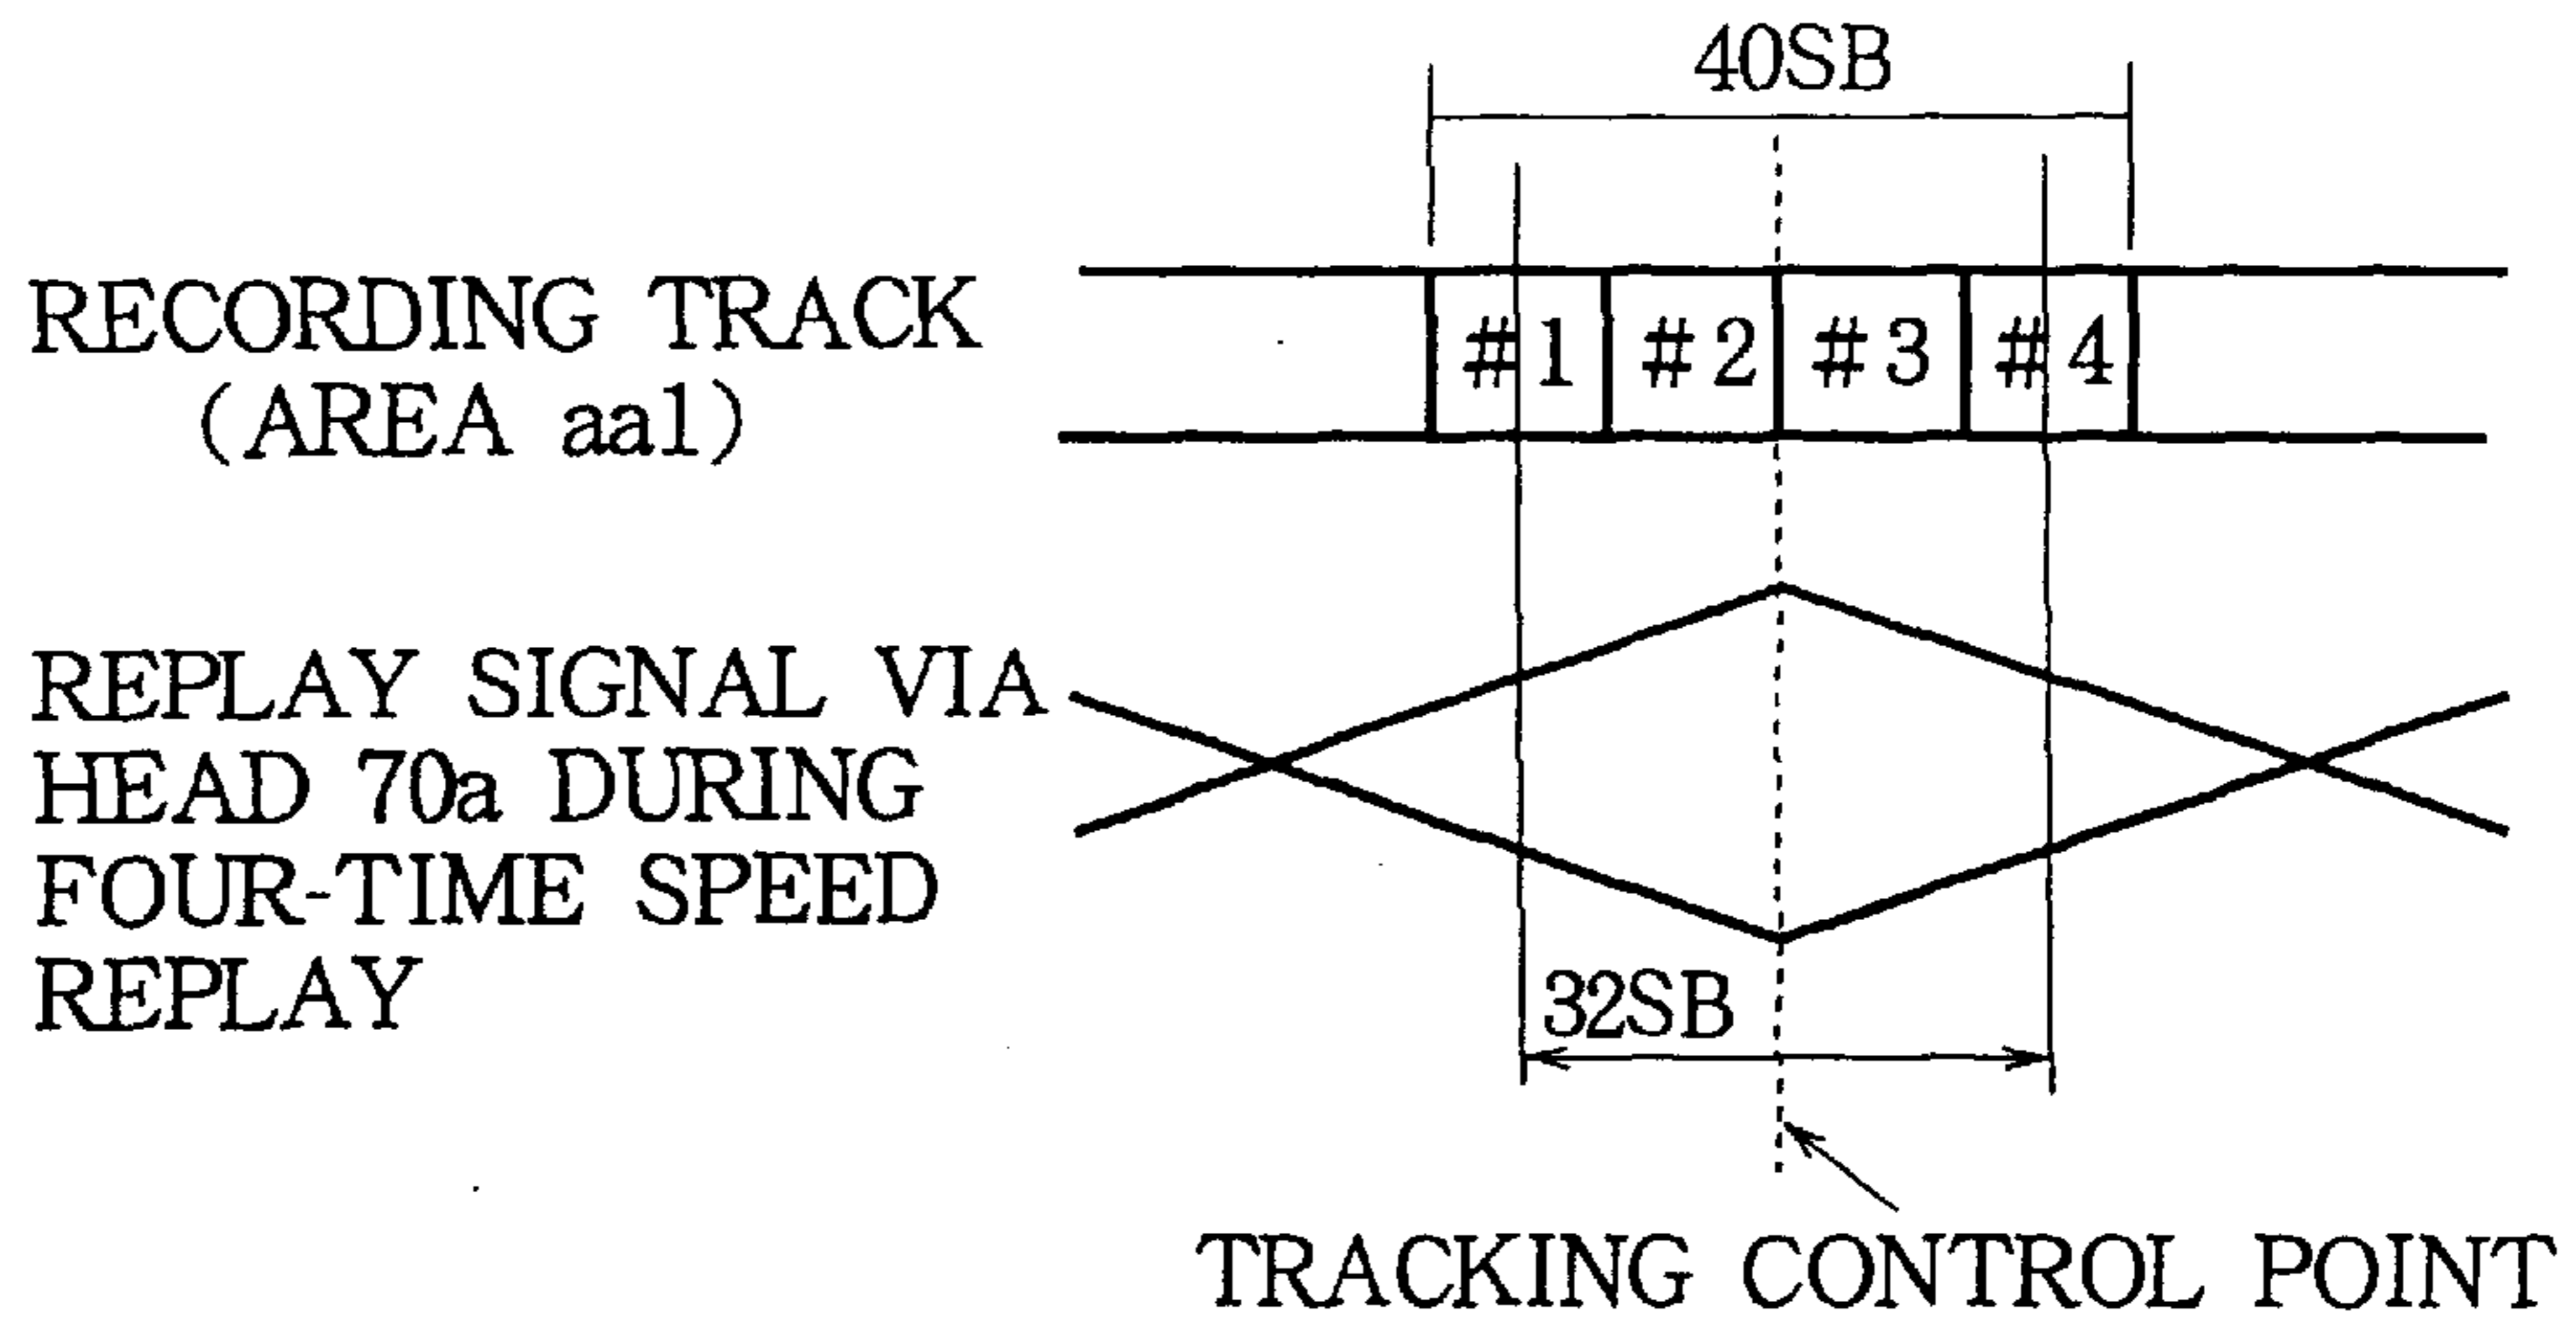 40SB
RECORDING TRACK
(AREA aa1)
#1 #2 #3 #4
REPLAY SIGNAL VIA
HEAD 70a DURING
FOUR-TIME SPEED
REPLAY
32SB
TRACKING CONTROL POINT